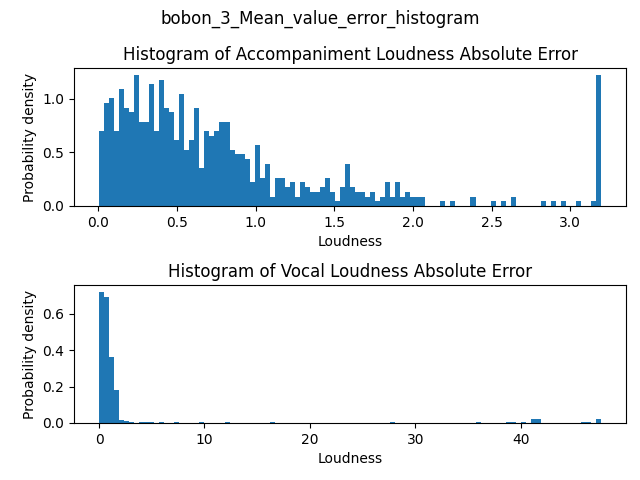 bobon_3_Mean_value_error_histogram
Histogram of Accompaniment Loudness Absolute Error
Probability density
1.0
0.5
0.0
0.0 0.5 1.0 1.5 2.0 2.5 3.0
Loudness
Histogram of Vocal Loudness Absolute Error
Probability density
0.6
0.4
0.2
0.0
0 10 20 30 40
Loudness